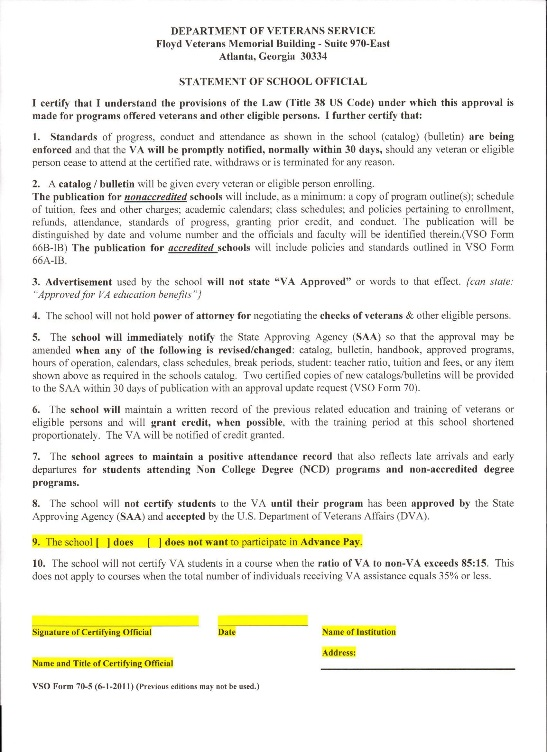 DEPARTMENT OF VETERANS SERVICE
Floyd Veterans Memorial Building - Suite 970-East
Atlanta, Georgia 30334
STATEMENT OF SCHOOL OFFICIAL
I certify that I understand the provisions of the Law (Title 38 US Code) under which this approval is
made for programs offered veterans and other eligible persons. I further certify that:
1. Standards of progress, conduct and attendance as shown in the school (catalog) (bulletin) are being
enforced and that the VA will be promptly notified, normally within 30 days, should any veteran or eligible
person cease to attend at the certified rate, withdraws or is terminated for any reason.
2. A catalog / bulletin will be given every veteran or eligible person enrolling.
The publication for nonaccredited schools will include, as a minimum: a copy of program outline(s); schedule
of tuition, fees and other charges; academic calendars; class schedules; and policies pertaining to enrollment,
refunds, attendance, standards of progress, granting prior credit, and conduct. The publication will be
distinguished by date and volume number and the officials and faculty will be identified therein.(VSO Form
66B-IB) The publication for accredited schools will include policies and standards outlined in VSO Form
66A-IB.
3. Advertisement used by the school will not state “VA Approved” or words to that effect. [can state:
“Approved for VA education benefits”]
4. The school will not hold power of attorney for negotiating the checks of veterans & other eligible persons.
5. The school will immediately notify the State Approving Agency (SAA) so that the approval may be
amended when any of the following is revised/changed: catalog, bulletin, handbook, approved programs,
hours of operation, calendars, class schedules, break periods, student: teacher ratio, tuition and fees, or any item
shown above as required in the schools catalog. Two certified copies of new catalogs/bulletins will be provided
to the SAA within 30 days of publication with an approval update request (VSO Form 70).
6. The school will maintain a written record of the previous related education and training of veterans or
eligible persons and will grant credit, when possible, with the training period at this school shortened
proportionately. The VA will be notified of credit granted.
7. The school agrees to maintain a positive attendance record that also reflects late arrivals and early
departures for students attending Non College Degree (NCD) programs and non-accredited degree
programs.
8. The school will not certify students to the VA until their program has been approved by the State
Approving Agency (SAA) and accepted by the U.S. Department of Veterans Affairs (DVA).
9. The school [ ] does [ ] does not want to participate in Advance Pay.
10. The school will not certify VA students in a course when the ratio of VA to non-VA exceeds 85:15. This
does not apply to courses when the total number of individuals receiving VA assistance equals 35% or less.
Signature of Certifying Official Date Name of Institution
Address:
Name and Title of Certifying Official
VSO Form 70-5 (6-1-2011) (Previous editions may not be used.)